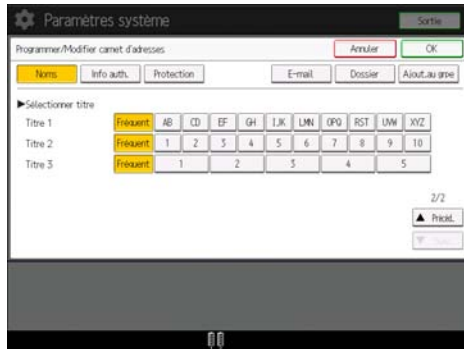 Paramètres système Sortie
Programmer/Modifier carnet d'adresses Annuler OK
Noms Info auth. Protection E-mail Dossier Ajout.au grpe
►Sélectionner titre
Titre 1 Fréquent AB CD EF GH IJK LMN OPQ RST UVW XYZ
Titre 2 Fréquent 1 2 3 4 5 6 7 8 9 10
Titre 3 Fréquent 1 2 3 4 5
2/2
▲ Précéd.
▼